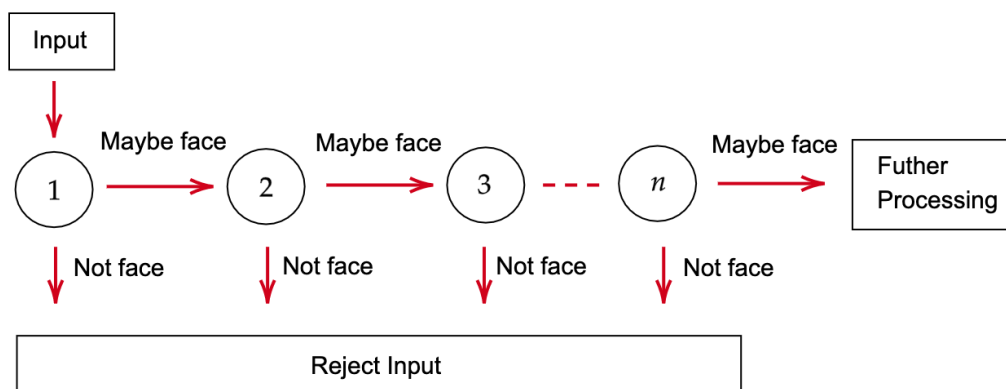 Input
Maybe face
Maybe face
Maybe face
1
2
3
n
Futher
Processing
Not face
Not face
Not face
Not face
Reject Input